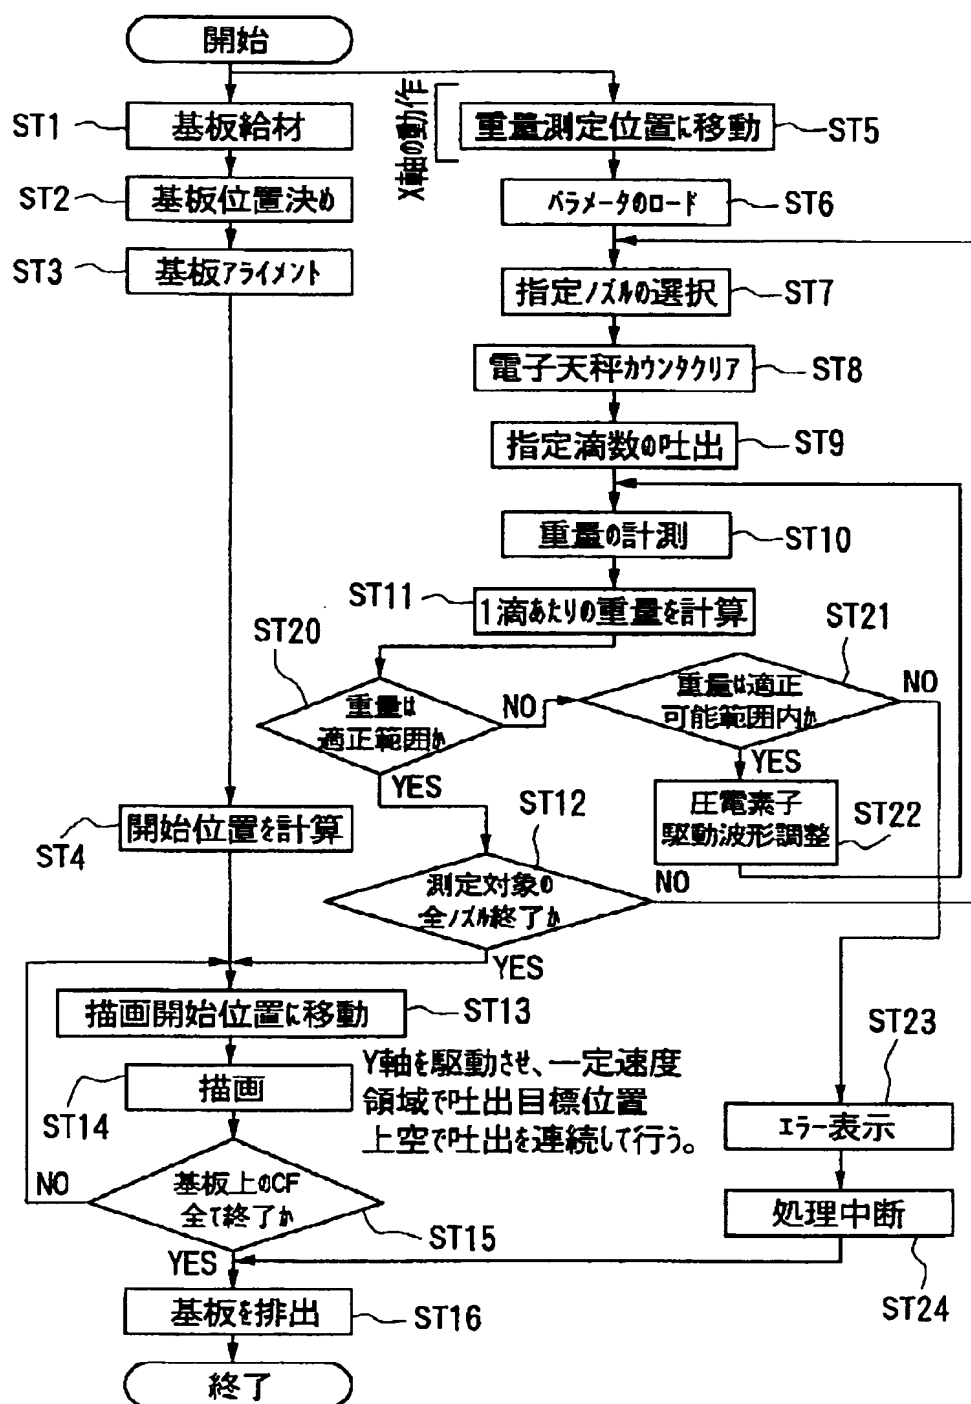 開始
ST1
基板給材
X軸の動作
重量測定位置に移動
ST5
ST2
基板位置決め
パラメータのロード
ST6
ST3
基板アライメント
指定ノズルの選択
ST7
電子天秤カウンタクリア
ST8
指定滴数の吐出
ST9
重量の計測
ST10
ST11
1滴あたりの重量を計算
ST20
ST21
重量は
適正範囲か
NO
重量は適正
可能範囲内か
NO
YES
YES
ST12
圧電素子
駆動波形調整
ST22
ST4
開始位置を計算
測定対象の
全ノズル終了か
NO
YES
描画開始位置に移動
ST13
ST23
Y軸を駆動させ、一定速度
領域で吐出目標位置
上空で吐出を連続して行う。
描画
ST14
エラー表示
NO
基板上のCF
全て終了か
ST15
処理中断
YES
ST24
基板を排出
ST16
終了